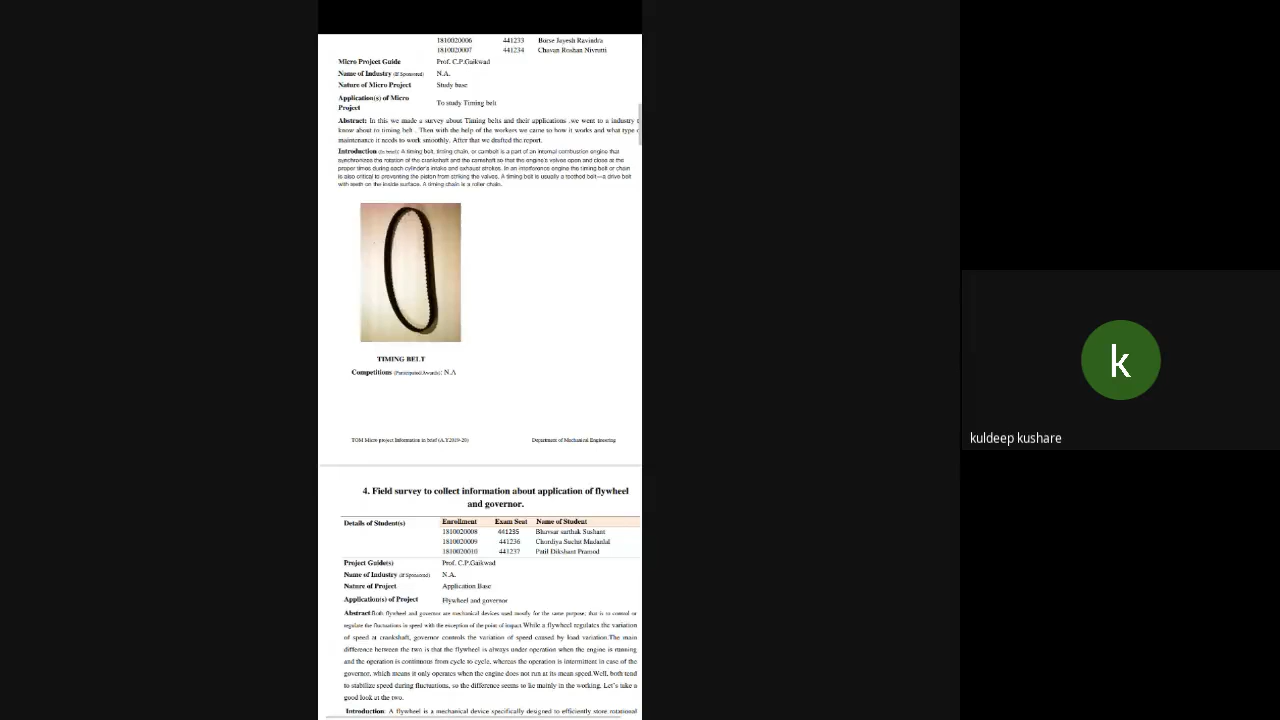 1810020006 441233 Borse Jayesh Ravindra
1810020007 441234 Chavan Roshan Nivrutti
Micro Project Guide Prof. C.P.Gaikwad
Name of Industry (If Sponsored) N.A.
Nature of Micro Project Study base
Application(s) of Micro Project To study Timing belt
Abstract: In this we made a survey about Timing belts and their applications .we went to a industry t
know about to timing belt . Then with the help of the workers we came to how it works and what type o
maintenance it needs to work smoothly. After that we drafted the report.
Introduction (In brief): A timing belt, timing chain, or cambelt is a part of an internal combustion engine that
synchronizes the rotation of the crankshaft and the camshaft so that the engine's valves open and close at the
proper times during each cylinder's intake and exhaust strokes. In an interference engine the timing belt or chain
is also critical to preventing the piston from striking the valves. A timing belt is usually a toothed belt—a drive belt
with teeth on the inside surface. A timing chain is a roller chain.
TIMING BELT
Competitions (Participated/Awards): N.A
TOM Micro project Information in brief (A.Y.2019-20) Department of Mechanical Engineering
4. Field survey to collect information about application of flywheel
and governor.
Details of Student(s) Enrollment Exam Seat Name of Student
1810020008 441235 Bhavsar sarthak Sushant
1810020009 441236 Chordiya Suchit Madanlal
1810020010 441237 Patil Dikshant Pramod
Project Guide(s) Prof. C.P.Gaikwad
Name of Industry (If Sponsored) N.A.
Nature of Project Application Base
Application(s) of Project Flywheel and governor
Abstract Both flywheel and governor are mechanical devices used mostly for the same purpose; that is to control or
regulate the fluctuations in speed with the exception of the point of impact.While a flywheel regulates the variation
of speed at crankshaft, governor controls the variation of speed caused by load variation.The main
difference between the two is that the flywheel is always under operation when the engine is running
and the operation is continuous from cycle to cycle, whereas the operation is intermittent in case of the
governor, which means it only operates when the engine does not run at its mean speed.Well, both tend
to stabilize speed during fluctuations, so the difference seems to lie mainly in the working. Let's take a
good look at the two.
Introduction: A flywheel is a mechanical device specifically designed to efficiently store rotational
k
kuldeep kushare